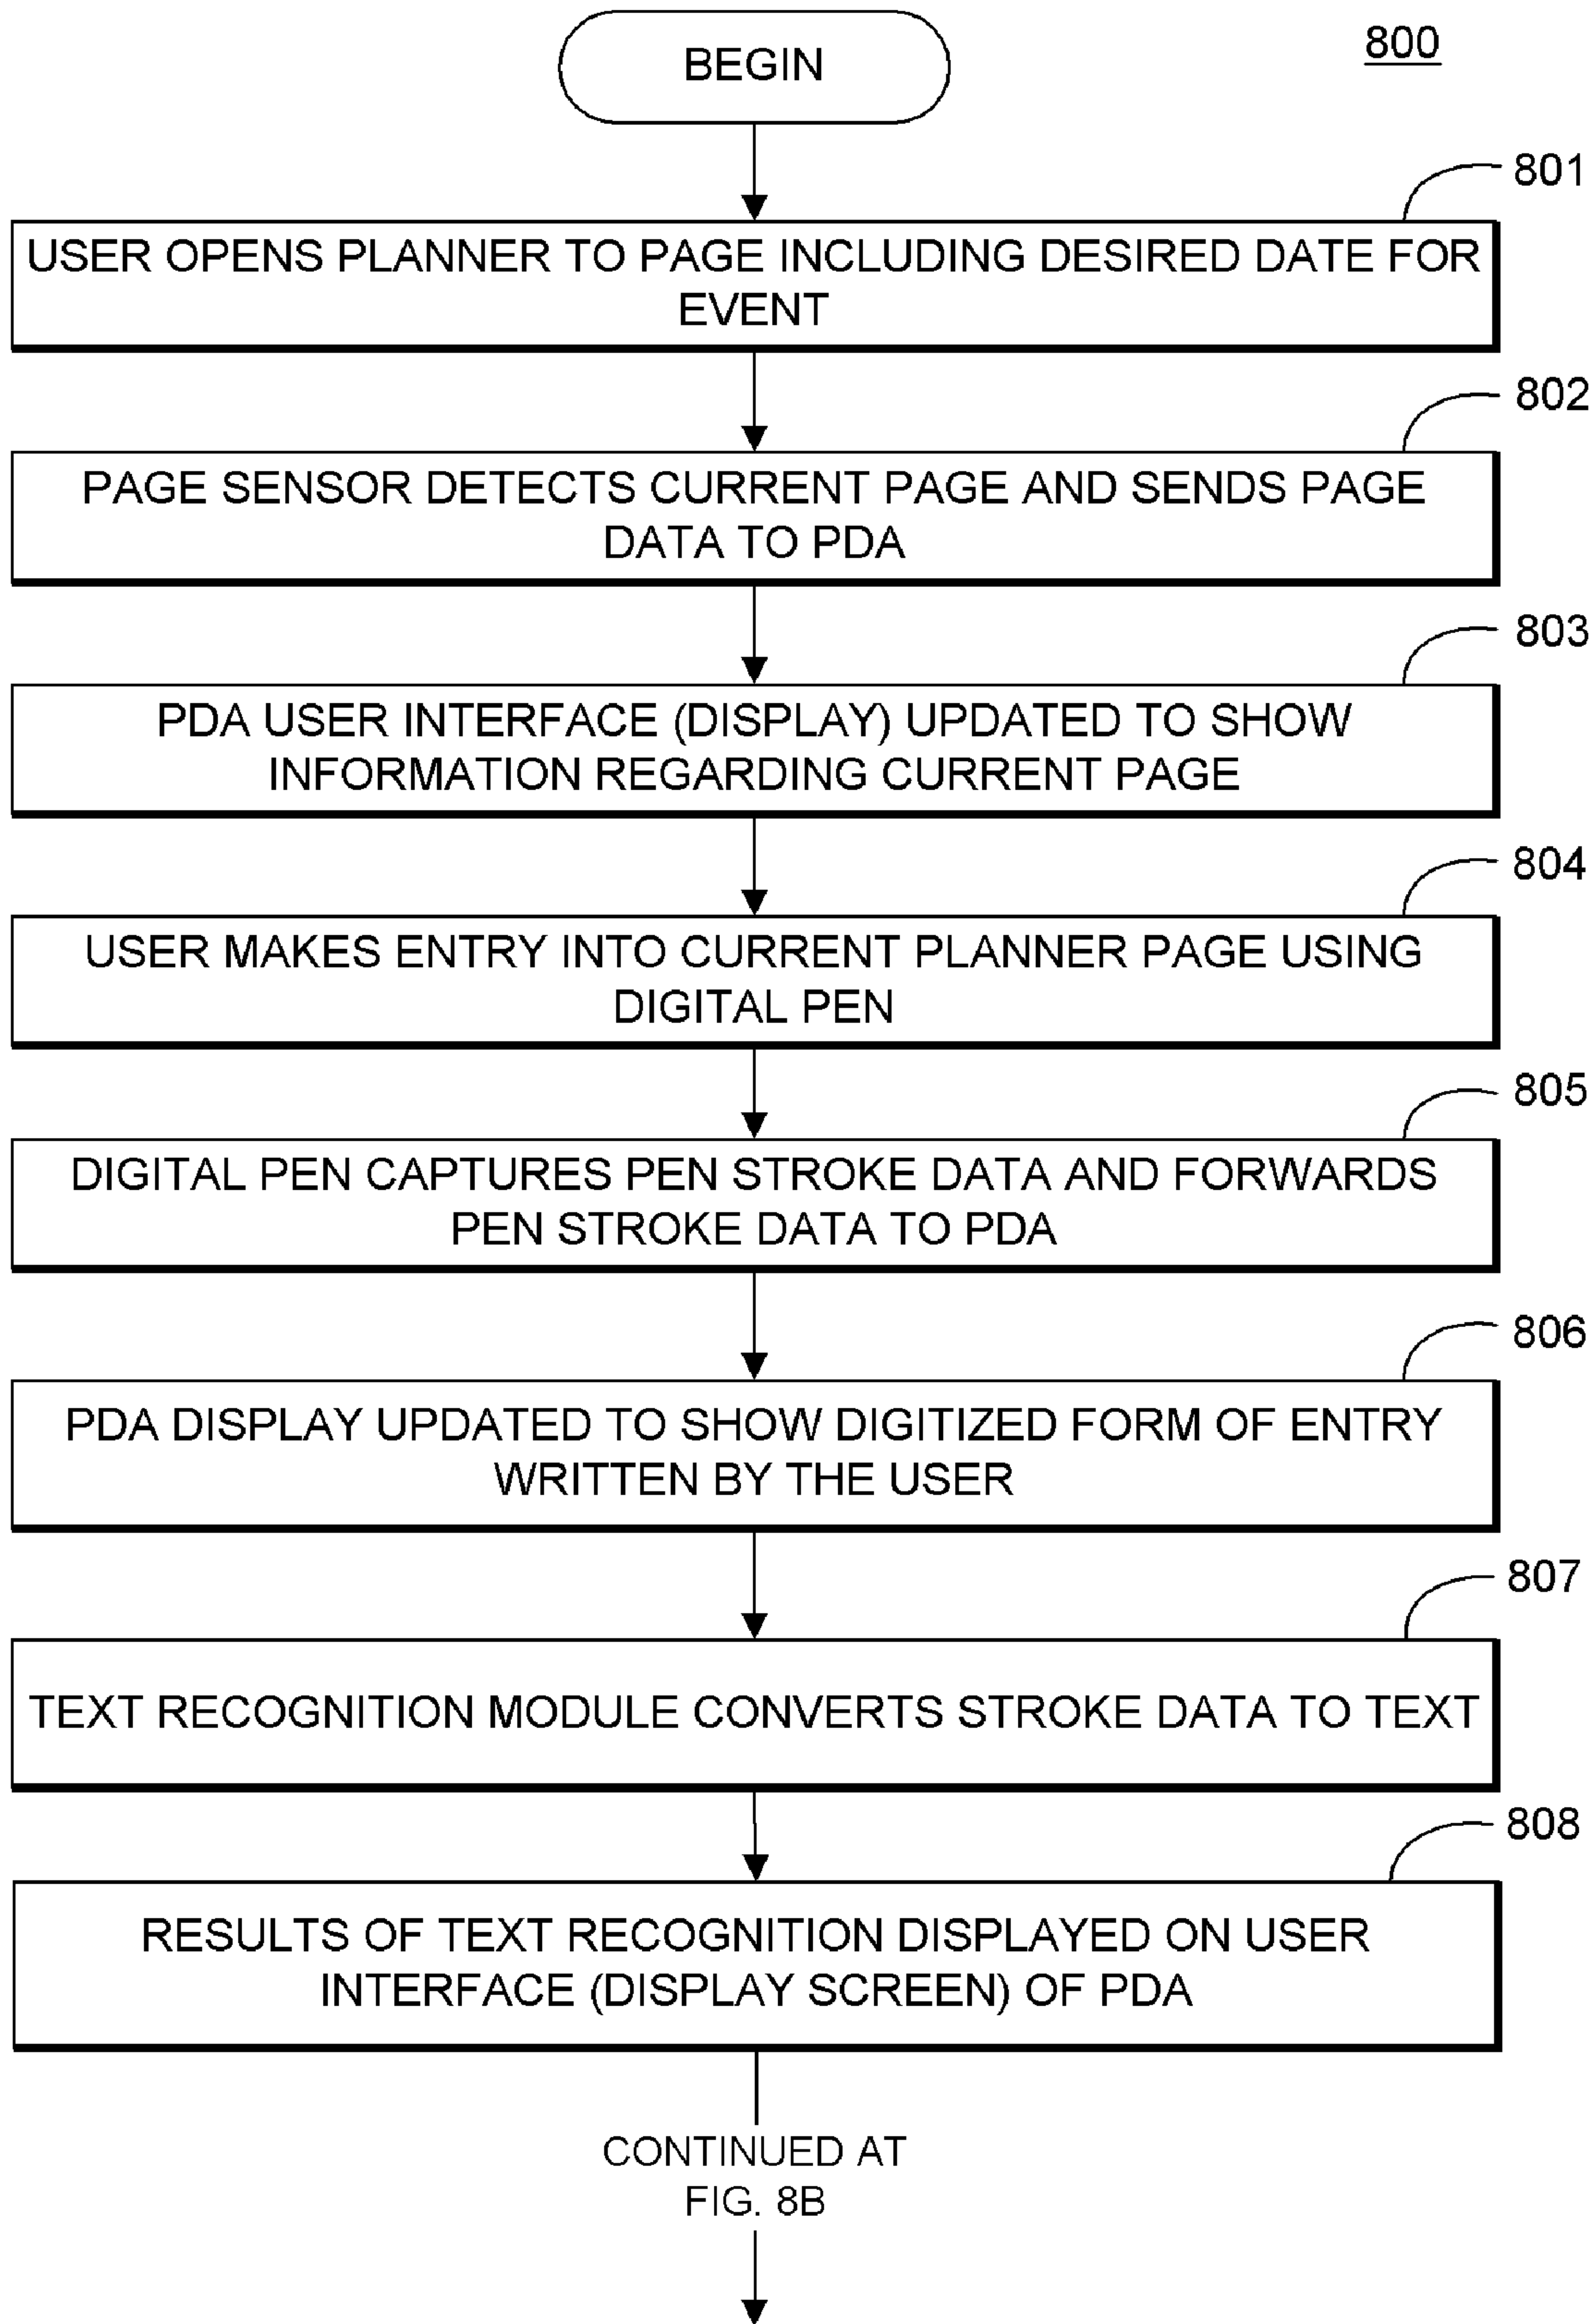 BEGIN
800
801
USER OPENS PLANNER TO PAGE INCLUDING DESIRED DATE FOR
EVENT
802
PAGE SENSOR DETECTS CURRENT PAGE AND SENDS PAGE
DATA TO PDA
803
PDA USER INTERFACE (DISPLAY) UPDATED TO SHOW
INFORMATION REGARDING CURRENT PAGE
804
USER MAKES ENTRY INTO CURRENT PLANNER PAGE USING
DIGITAL PEN
805
DIGITAL PEN CAPTURES PEN STROKE DATA AND FORWARDS
PEN STROKE DATA TO PDA
806
PDA DISPLAY UPDATED TO SHOW DIGITIZED FORM OF ENTRY
WRITTEN BY THE USER
807
TEXT RECOGNITION MODULE CONVERTS STROKE DATA TO TEXT
808
RESULTS OF TEXT RECOGNITION DISPLAYED ON USER
INTERFACE (DISPLAY SCREEN) OF PDA
CONTINUED AT
FIG. 8B